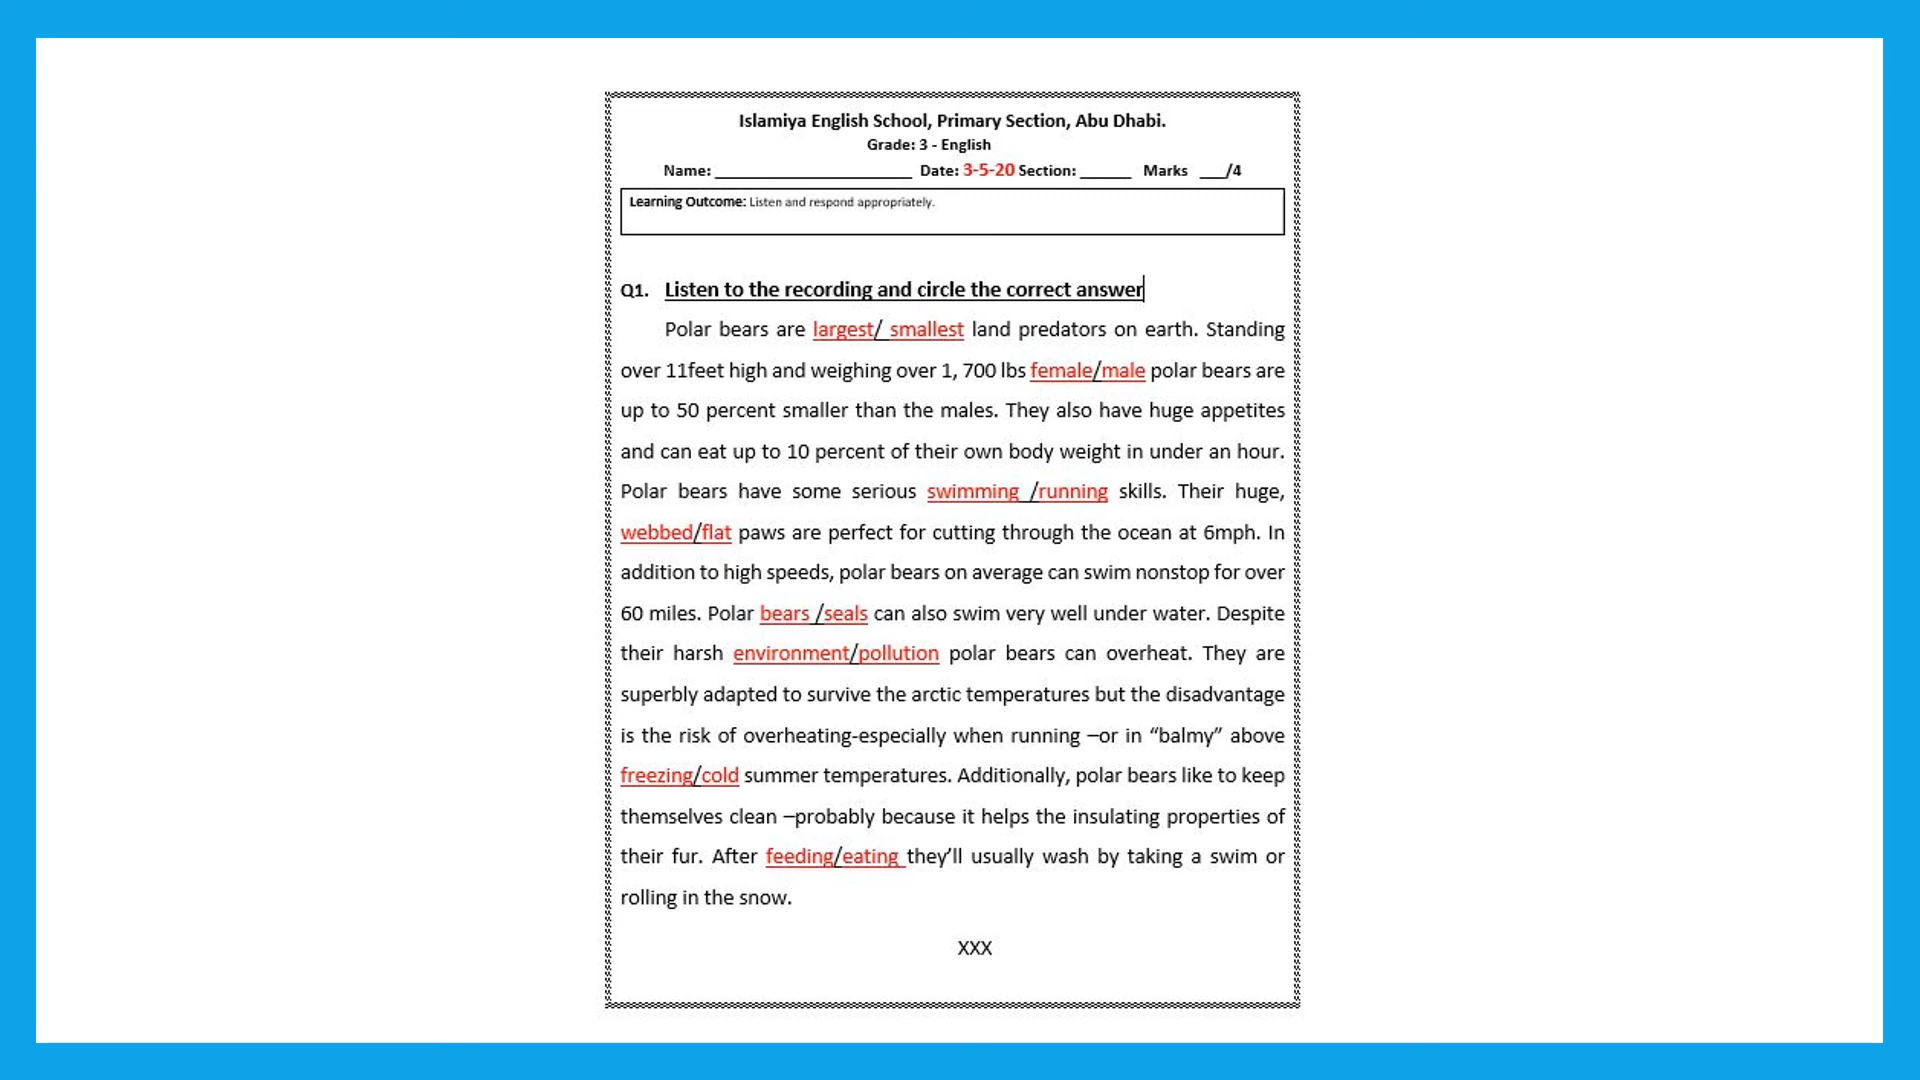 Islamiya English School, Primary Section, Abu Dhabi.
Grade: 3 - English
Name: ____________________ Date: 3-5-20 Section: ______ Marks ___/4
Learning Outcome: Listen and respond appropriately.
Q1. Listen to the recording and circle the correct answer
Polar bears are largest/ smallest land predators on earth. Standing
over 11feet high and weighing over 1, 700 lbs female/male polar bears are
up to 50 percent smaller than the males. They also have huge appetites
and can eat up to 10 percent of their own body weight in under an hour.
Polar bears have some serious swimming /running skills. Their huge,
webbed/flat paws are perfect for cutting through the ocean at 6mph. In
addition to high speeds, polar bears on average can swim nonstop for over
60 miles. Polar bears /seals can also swim very well under water. Despite
their harsh environment/pollution polar bears can overheat. They are
superbly adapted to survive the arctic temperatures but the disadvantage
is the risk of overheating-especially when running –or in “balmy” above
freezing/cold summer temperatures. Additionally, polar bears like to keep
themselves clean –probably because it helps the insulating properties of
their fur. After feeding/eating they’ll usually wash by taking a swim or
rolling in the snow.
XXX